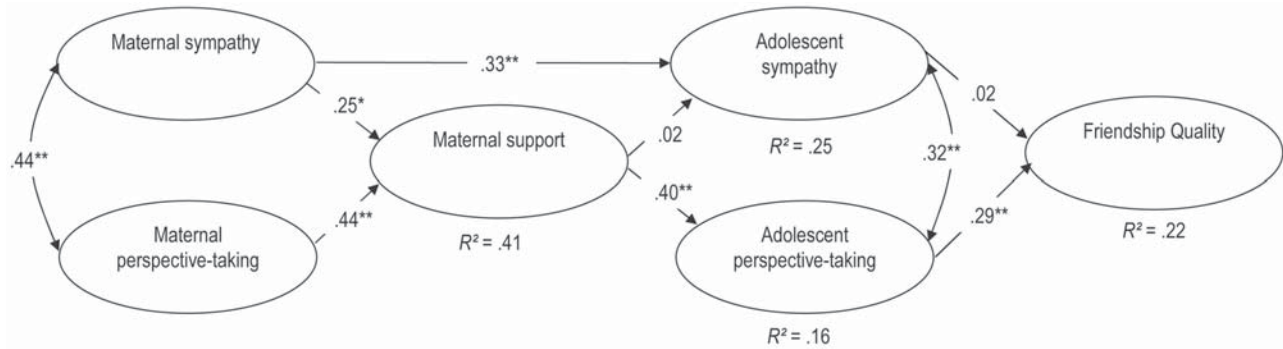 Maternal sympathy
Adolescent
sympathy
.33**
.25*
.02
.02
Maternal support
R² = .25
Friendship Quality
.44**
.32**
.40**
.44**
.29**
Maternal
perspective-taking
R² = .41
Adolescent
perspective-taking
R² = .22
R² = .16